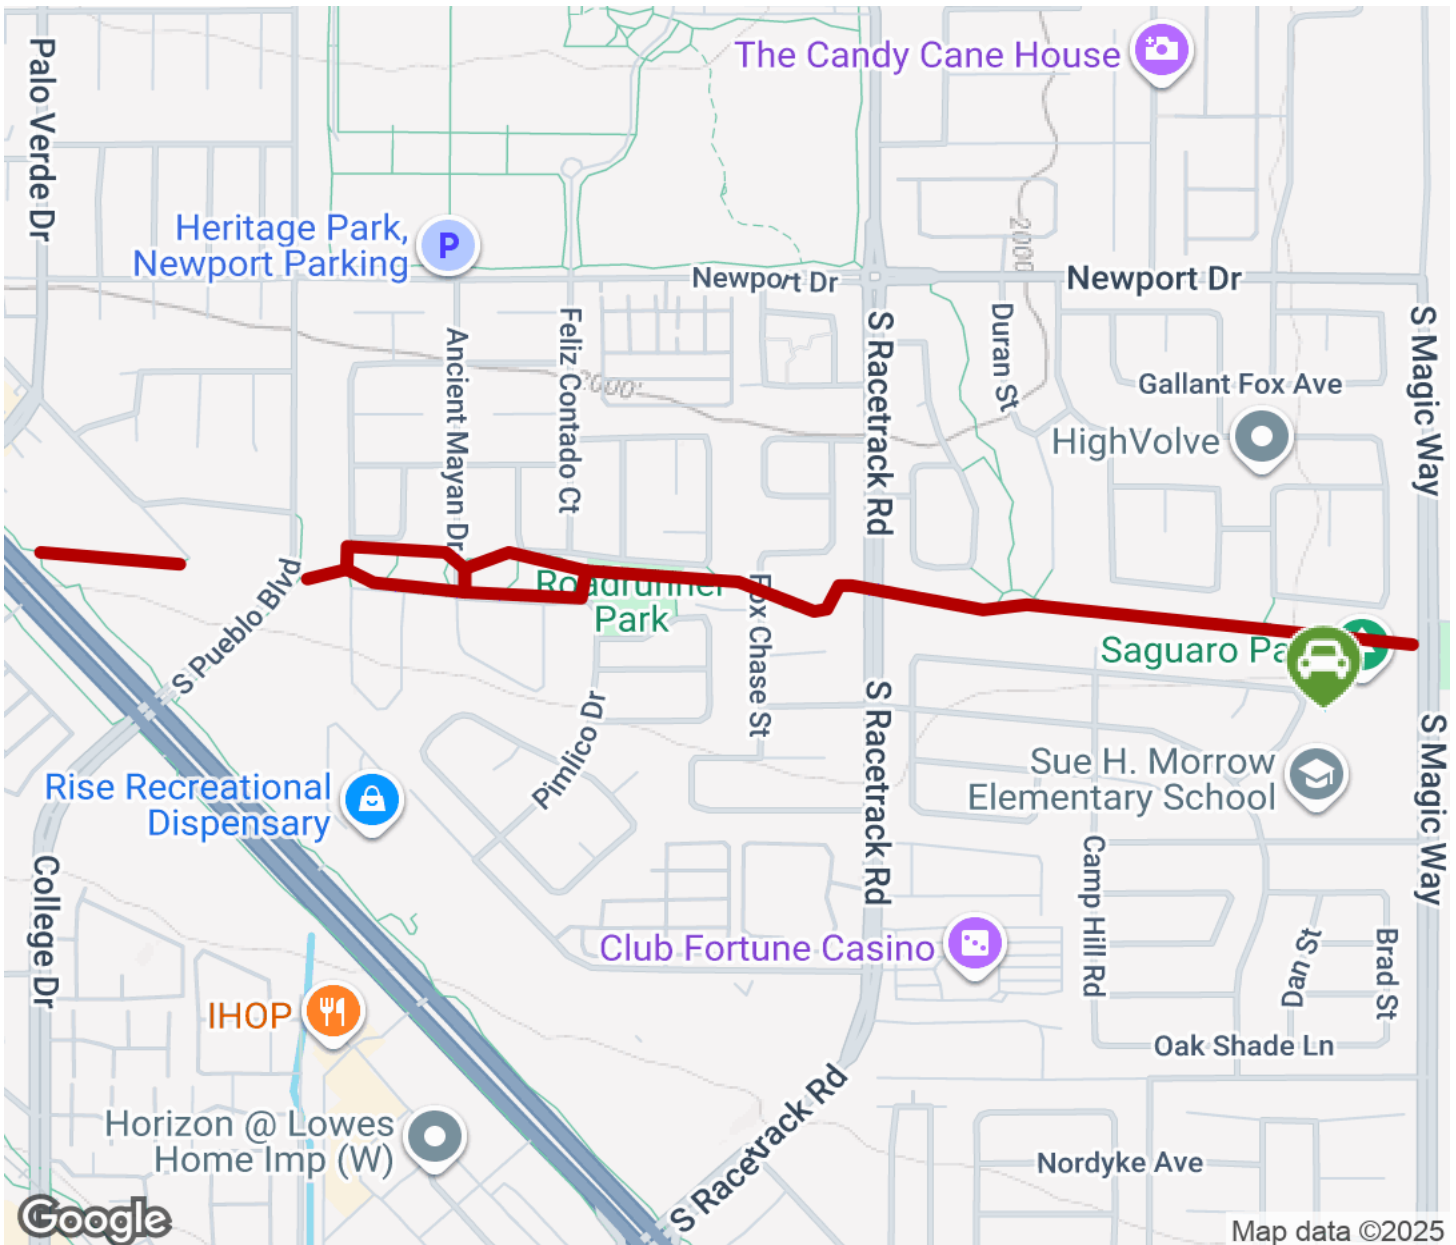 Palo Verde Dr
The Candy Cane House
Heritage Park,
Newport Parking
P
Newport Dr
Newport Dr
2000
2000'
Ancient Mayan Dr
Feliz Contado Ct
S Racetrack Rd
Duran St
S Magic Way
Gallant Fox Ave
HighVolve
S Pueblo Blvd
Roadrunner
Park
Fox Chase St
Saguaro Pa
Pimlico Dr
S Racetrack Rd
S Magic Way
Sue H. Morrow
Elementary School
Rise Recreational
Dispensary
College Dr
Camp Hill Rd
Club Fortune Casino
Dan St
Brad St
IHOP
Oak Shade Ln
S Racetrack Rd
Horizon @ Lowes
Home Imp (W)
Nordyke Ave
Google
Map data ©2025